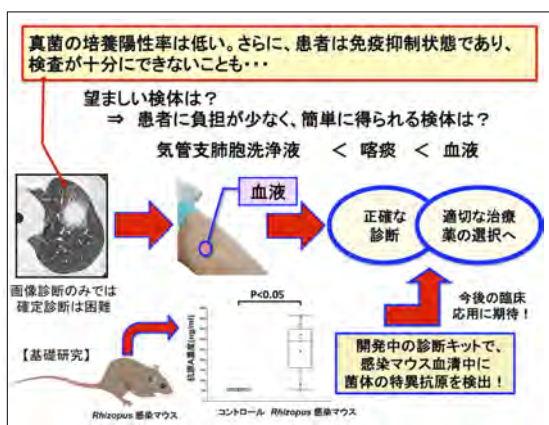 真菌の培養陽性率は低い。さらに、患者は免疫抑制状態であり、
検査が十分にできないことも・・・
望ましい検体は？
⇒ 患者に負担が少なく、簡単に得られる検体は？
気管支肺胞洗浄液 ＜ 喀痰 ＜ 血液
血液
正確な
診断
適切な治療
薬の選択へ
画像診断のみでは
確定診断は困難
今後の臨床
応用に期待！
P<0.05
抗原A濃度(ng/ml)
【基礎研究】
開発中の診断キットで、
感染マウス血清中に
菌体の特異抗原を検出！
Rhizopus 感染マウス
コントロール
Rhizopus 感染マウス